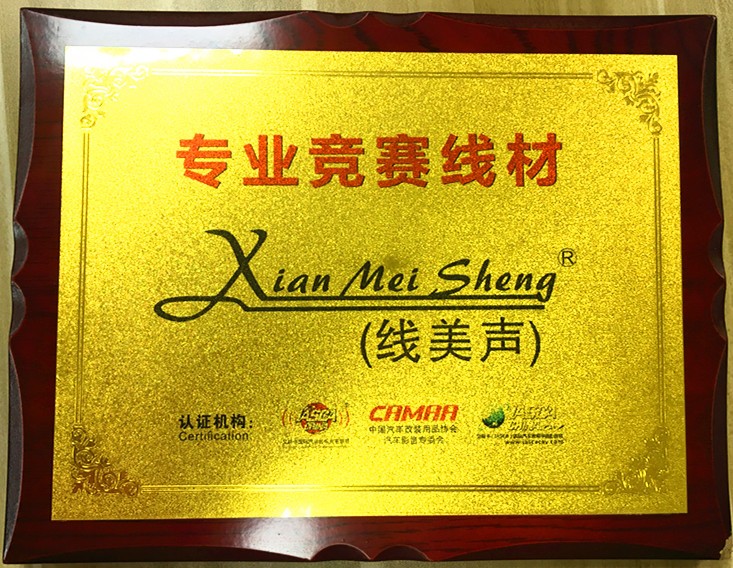 专业竞赛线材
Xian Mei Sheng®
(线美声)
认证机构:
Certification
CAMAA
中国汽车改装用品协会
汽车影音专委会